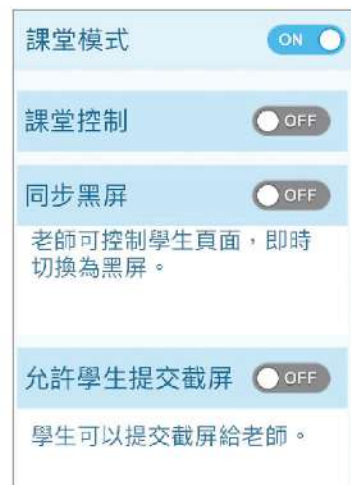 課堂模式 ON
課堂控制 OFF
同步黑屏 OFF
老師可控制學生頁面，即時
切換為黑屏。
允許學生提交截屏 OFF
學生可以提交截屏給老師。